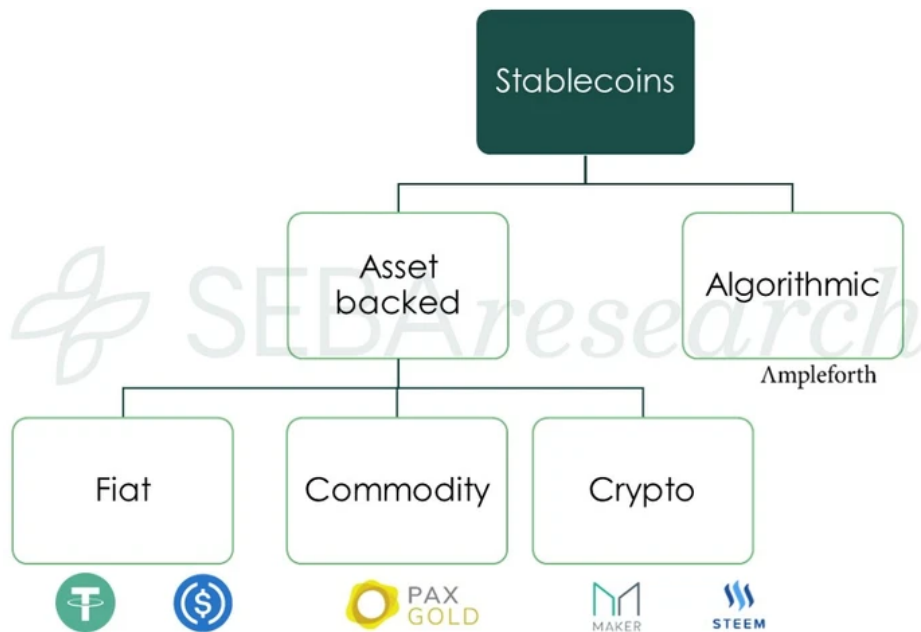 Stablecoins
Asset
backed
Algorithmic
SEBAresearch
Ampleforth
Fiat
Commodity
Crypto
PAX
GOLD
MAKER
STEEM